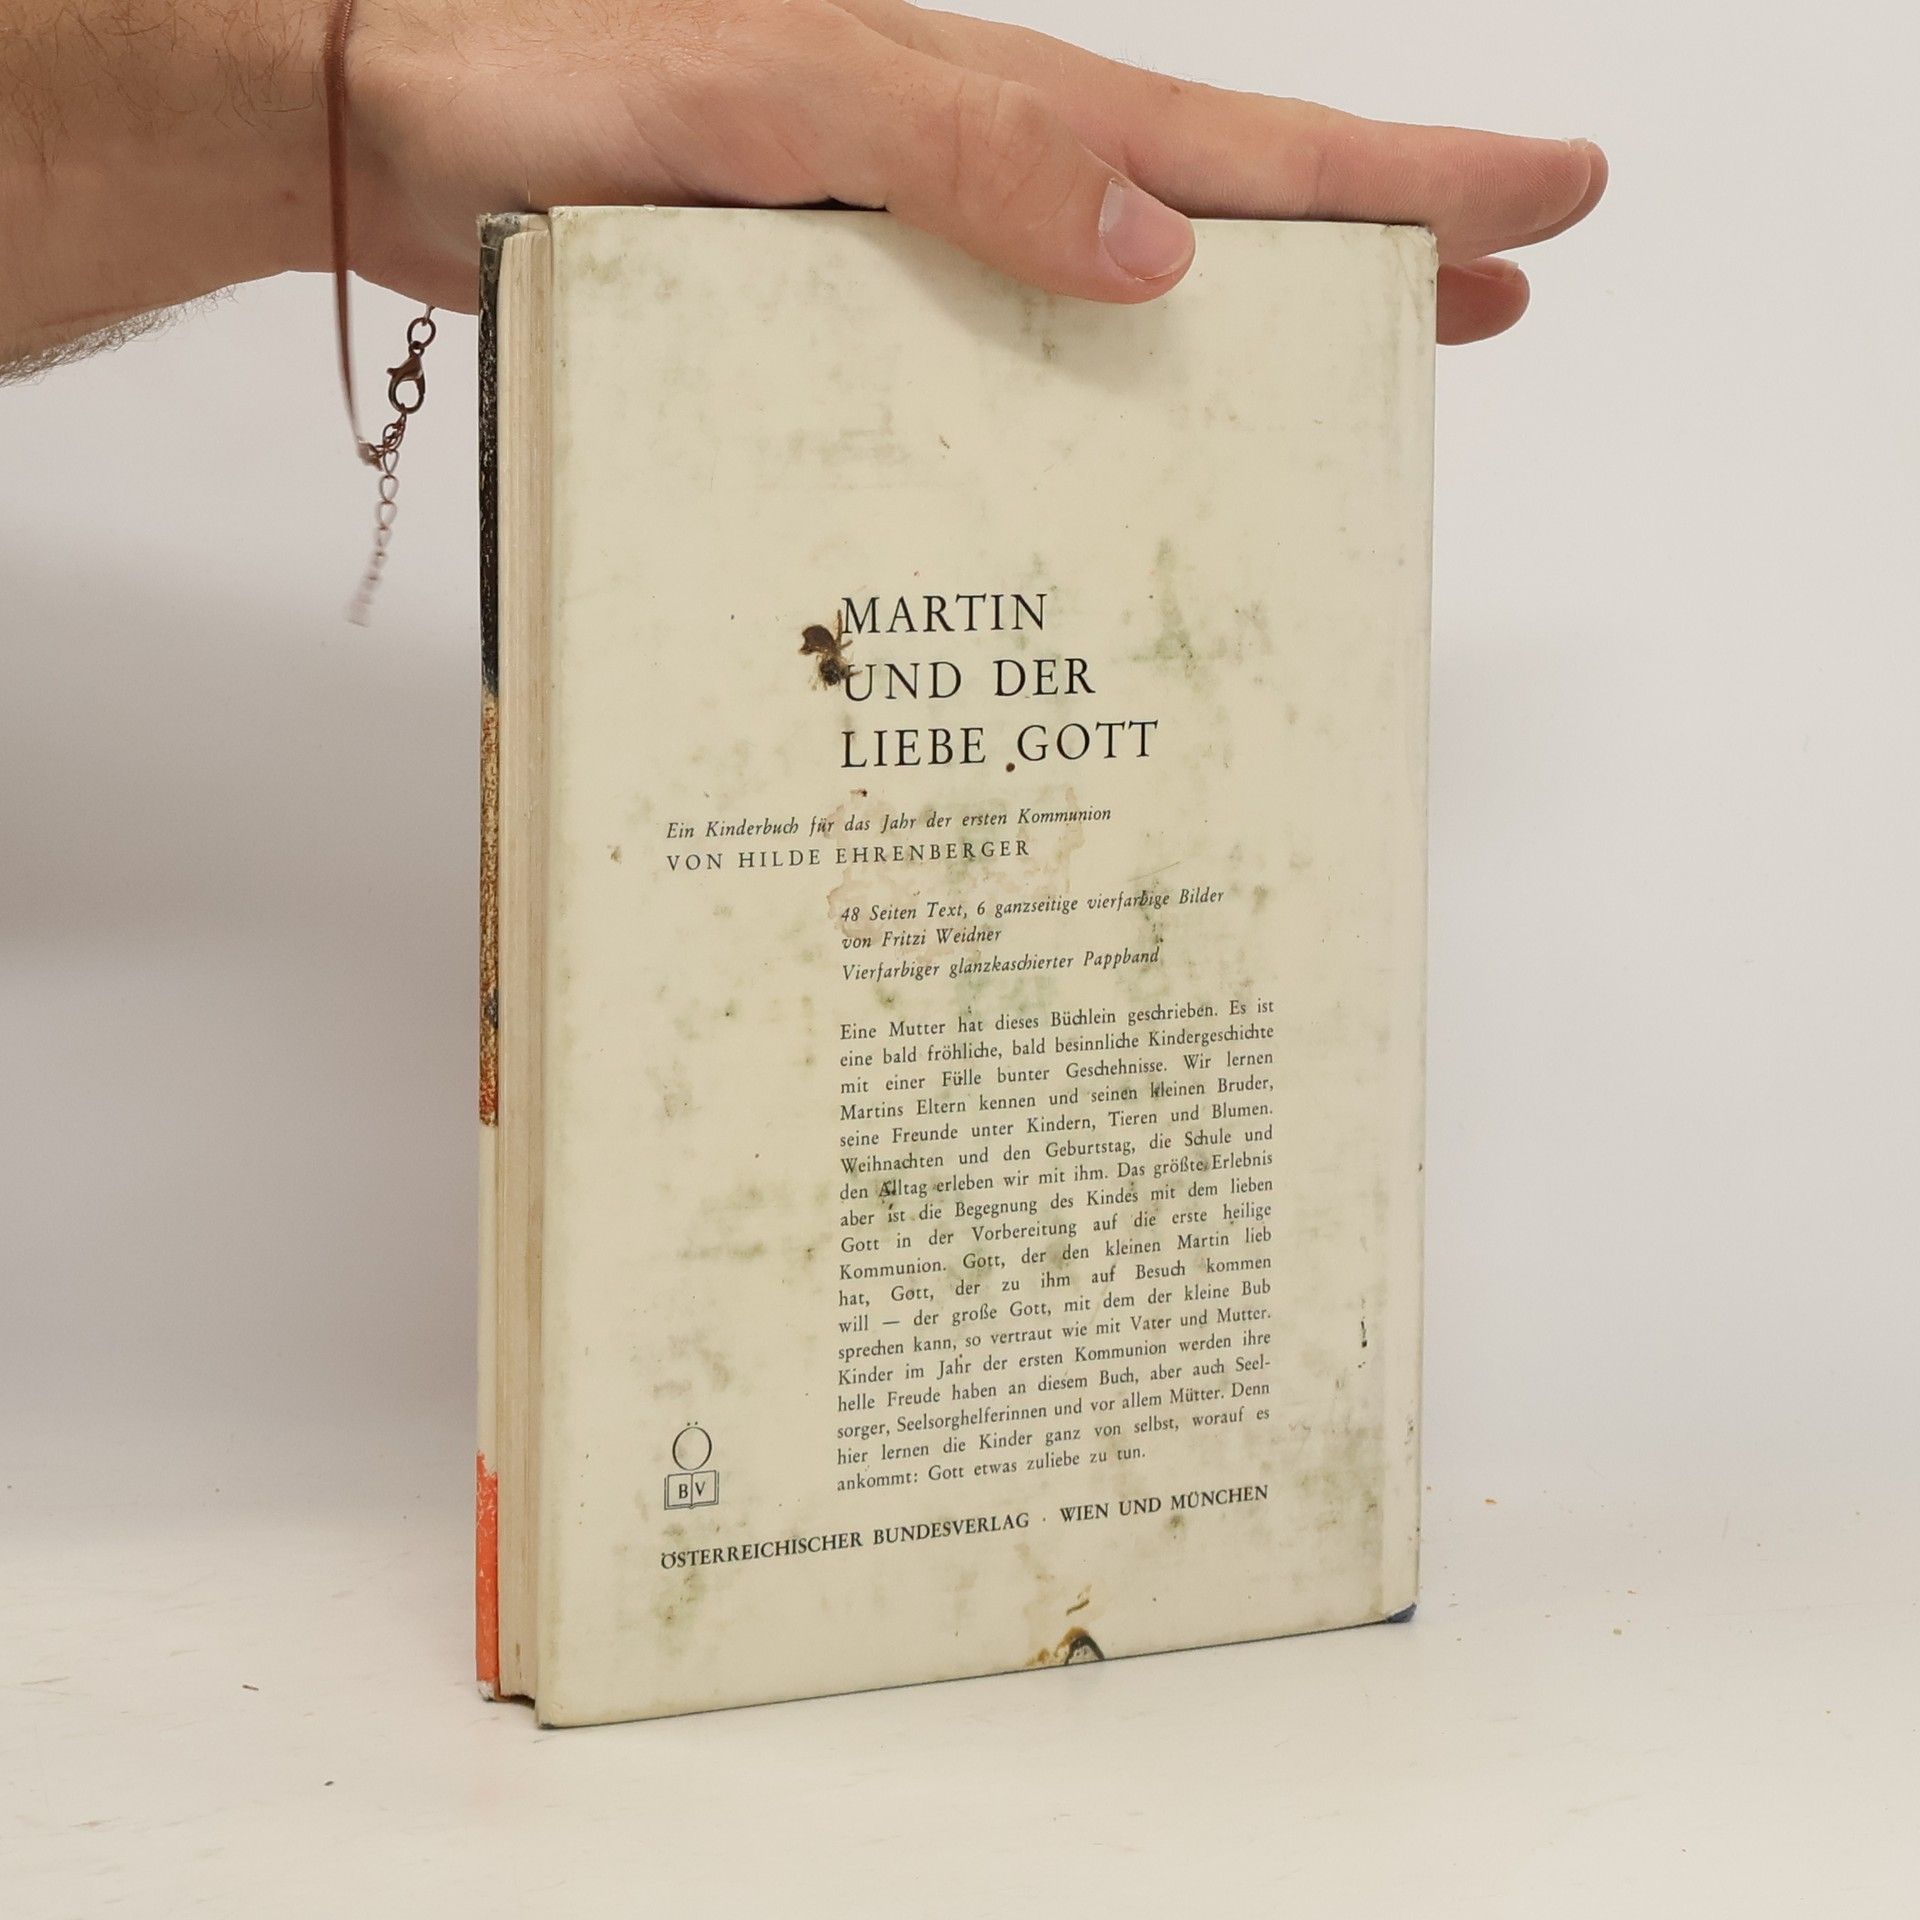 MARTIN
UND DER
LIEBE GOTT
Ein Kinderbuch für das Jahr der ersten Kommunion
VON HILDE EHRENBERGER
48 Seiten Text, 6 ganzseitige vierfarbige Bilder
von Fritzi Weidner
Vierfarbiger glanzkaschierter Pappband
Eine Mutter hat dieses Büchlein geschrieben. Es ist
eine bald fröhliche, bald besinnliche Kindergeschichte
mit einer Fülle bunter Geschehnisse. Wir lernen
Martins Eltern kennen und seinen kleinen Bruder,
seine Freunde unter Kindern, Tieren und Blumen.
Weihnachten und den Geburtstag, die Schule und
den Alltag erleben wir mit ihm. Das größte Erlebnis
aber ist die Begegnung des Kindes mit dem lieben
Gott in der Vorbereitung auf die erste heilige
Kommunion. Gott, der den kleinen Martin lieb
hat, Gott, der zu ihm auf Besuch kommen
will — der große Gott, mit dem der kleine Bub
sprechen kann, so vertraut wie mit Vater und Mutter.
Kinder im Jahr der ersten Kommunion werden ihre
helle Freude haben an diesem Buch, aber auch Seel-
sorger, Seelsorghelferinnen und vor allem Mütter. Denn
hier lernen die Kinder ganz von selbst, worauf es
ankommt: Gott etwas zuliebe zu tun.
Ö
B V
ÖSTERREICHISCHER BUNDESVERLAG · WIEN UND MÜNCHEN